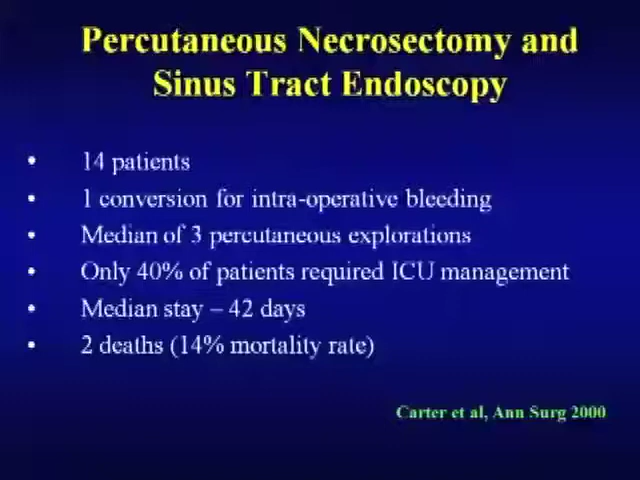 Percutaneous Necrosectomy and
Sinus Tract Endoscopy
• 14 patients
• 1 conversion for intra-operative bleeding
• Median of 3 percutaneous explorations
• Only 40% of patients required ICU management
• Median stay – 42 days
• 2 deaths (14% mortality rate)
Carter et al, Ann Surg 2000